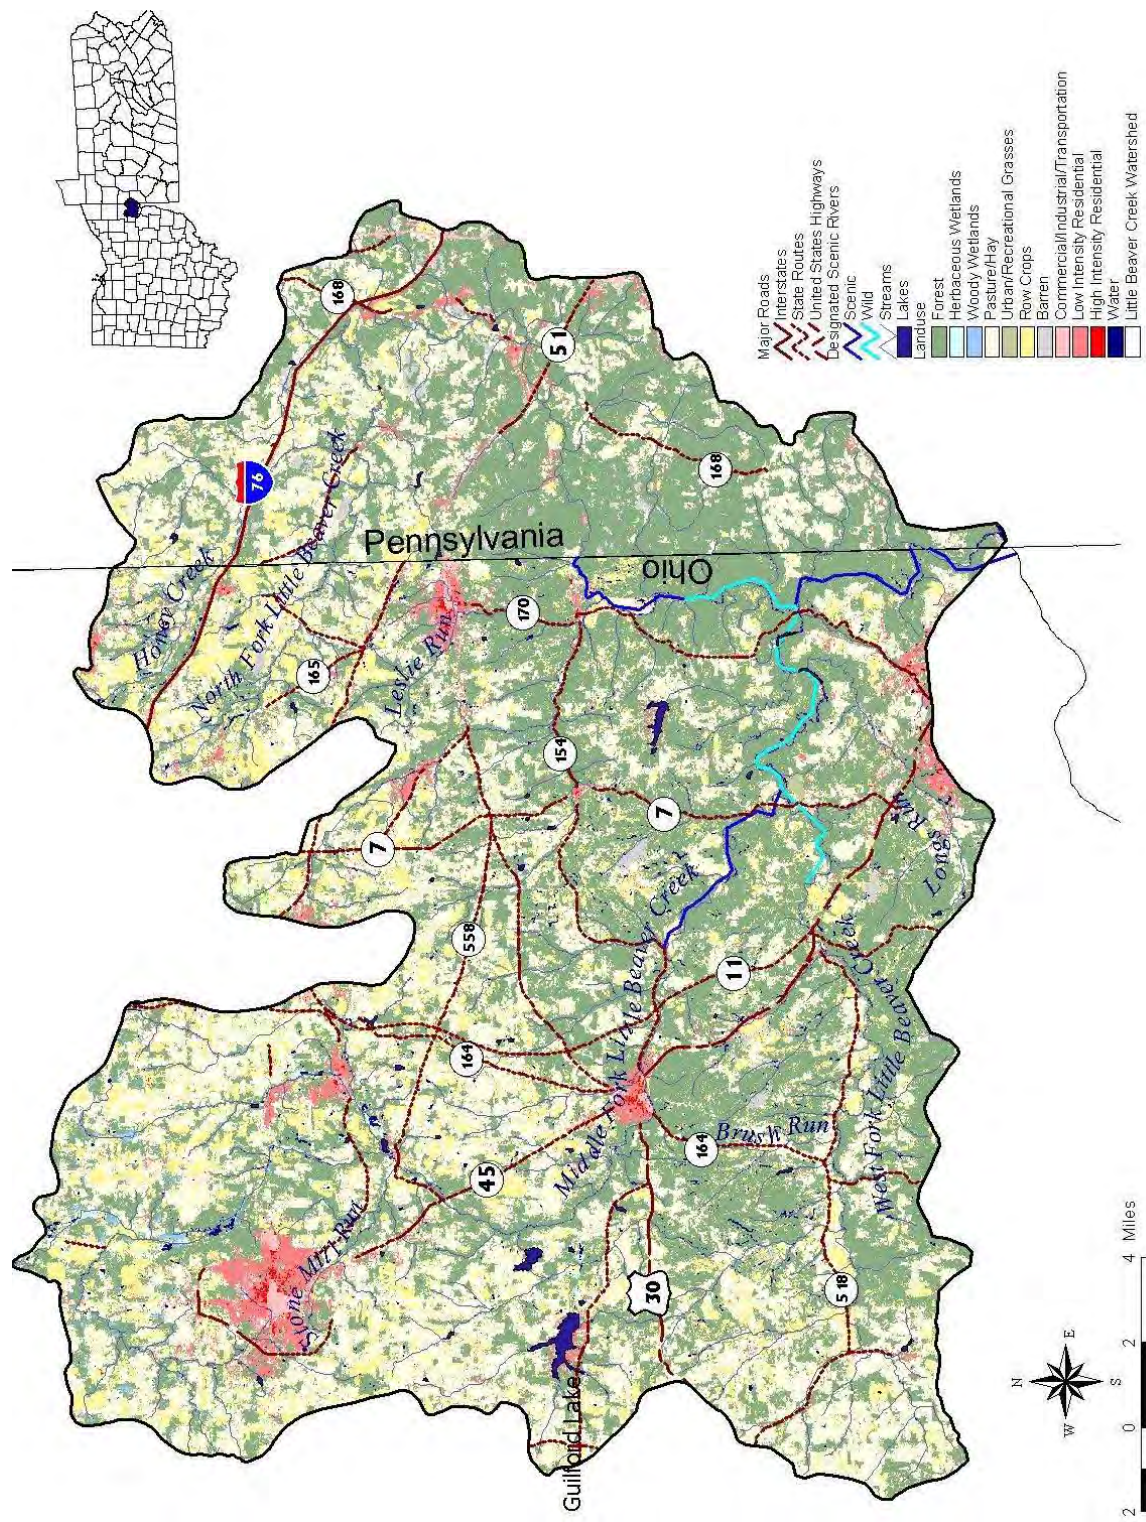 168
76
Honey Creek
North Fork Little Beaver Creek
51
Pennsylvania
Ohio
168
165
Leslie Run
170
154
7
7
558
Middle Fork Little Beaver Creek
11
Longs Run
West Fork Little Beaver Creek
164
164
Brush Run
45
Stone Mill Run
30
518
Guilford Lake
Major Roads
Interstates
State Routes
United States Highways
Designated Scenic Rivers
Scenic
Wild
Streams
Lakes
Landuse
Forest
Herbaceous Wetlands
Woody Wetlands
Pasture/Hay
Urban/Recreational Grasses
Row Crops
Barren
Commercial/Industrial/Transportation
Low Intensity Residential
High Intensity Residential
Water
Little Beaver Creek Watershed
N
W
E
S
2 0 2 4 Miles